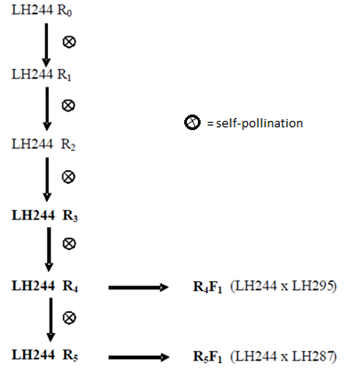 LH244 R₀
LH244 R₁
LH244 R₂
= self-pollination
LH244 R₃
LH244 R₄ R₄F₁ (LH244 x LH295)
LH244 R₅ R₅F₁ (LH244 x LH287)